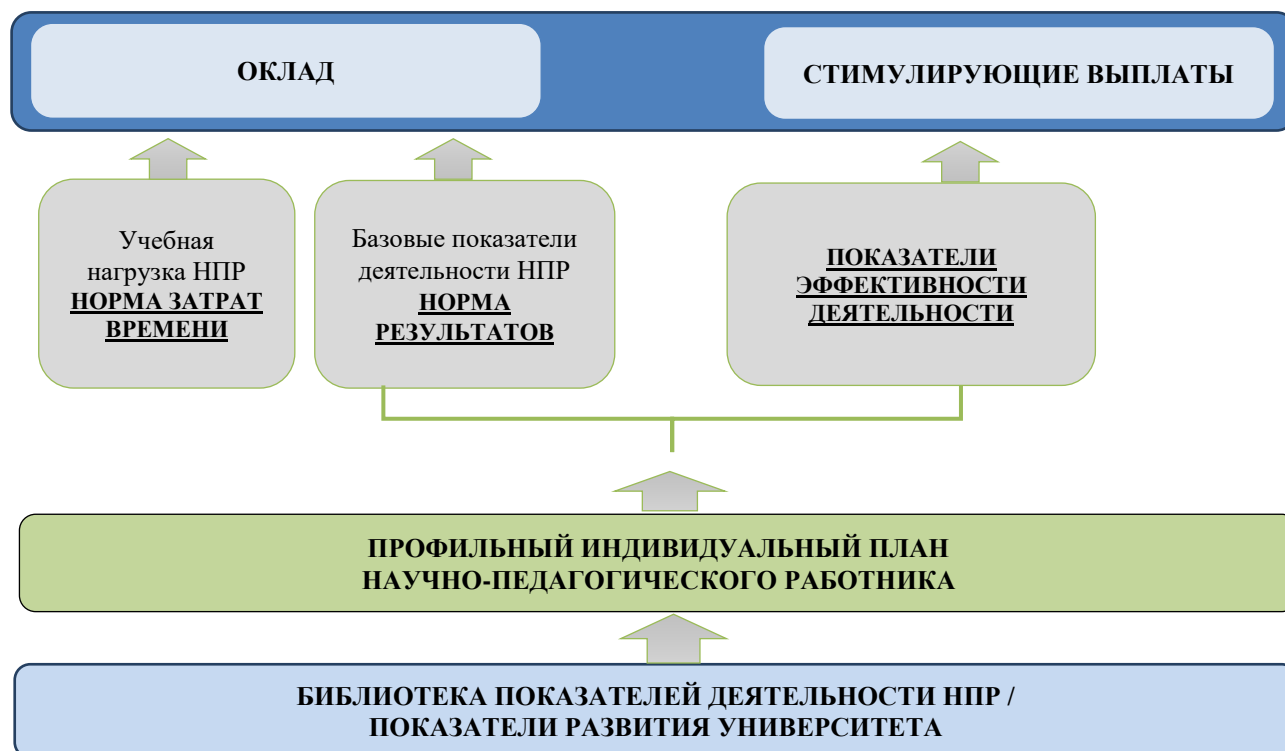 ОКЛАД
СТИМУЛИРУЮЩИЕ ВЫПЛАТЫ
Учебная
нагрузка НПР
НОРМА ЗАТРАТ
ВРЕМЕНИ
Базовые показатели
деятельности НПР
НОРМА
РЕЗУЛЬТАТОВ
ПОКАЗАТЕЛИ
ЭФФЕКТИВНОСТИ
ДЕЯТЕЛЬНОСТИ
ПРОФИЛЬНЫЙ ИНДИВИДУАЛЬНЫЙ ПЛАН
НАУЧНО-ПЕДАГОГИЧЕСКОГО РАБОТНИКА
БИБЛИОТЕКА ПОКАЗАТЕЛЕЙ ДЕЯТЕЛЬНОСТИ НПР /
ПОКАЗАТЕЛИ РАЗВИТИЯ УНИВЕРСИТЕТА